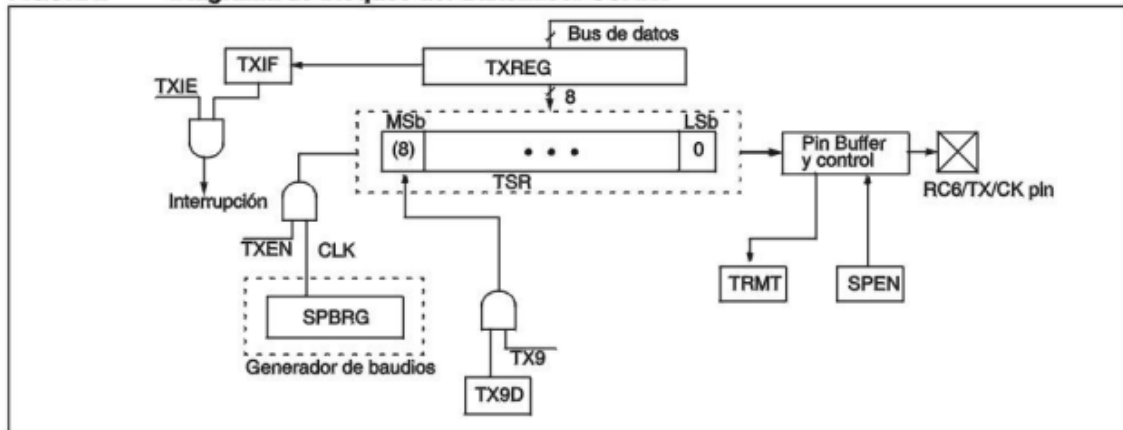 Bus de datos
TXIF
TXREG
TXIE
8
MSb
LSb
(8)
• • •
0
Pin Buffer
y control
TSR
RC6/TX/CK pin
Interrupción
TXEN
CLK
TRMT
SPEN
SPBRG
TX9
Generador de baudios
TX9D